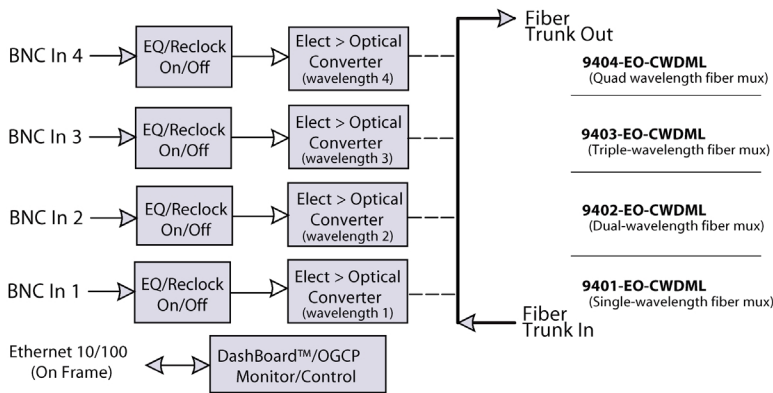 Fiber
Trunk Out
BNC In 4
EQ/Reclock
On/Off
Elect > Optical
Converter
(wavelength 4)
9404-EO-CWDML
(Quad wavelength fiber mux)
BNC In 3
EQ/Reclock
On/Off
Elect > Optical
Converter
(wavelength 3)
9403-EO-CWDML
(Triple-wavelength fiber mux)
BNC In 2
EQ/Reclock
On/Off
Elect > Optical
Converter
(wavelength 2)
9402-EO-CWDML
(Dual-wavelength fiber mux)
BNC In 1
EQ/Reclock
On/Off
Elect > Optical
Converter
(wavelength 1)
9401-EO-CWDML
(Single-wavelength fiber mux)
Fiber
Trunk In
Ethernet 10/100
(On Frame)
DashBoard™/OGCP
Monitor/Control